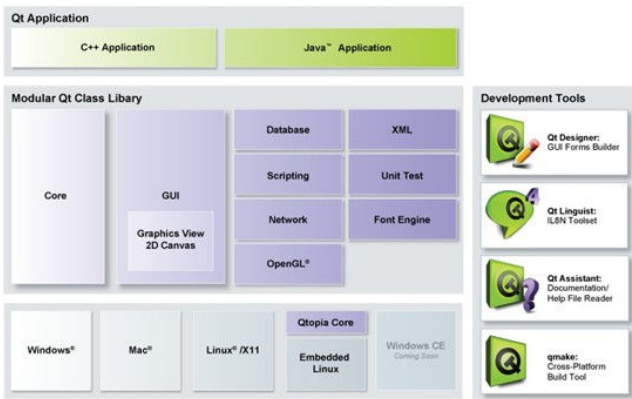 Qt Application
C++ Application
Java™ Application
Modular Qt Class Libary
Core
GUI
Graphics View
2D Canvas
Database
XML
Scripting
Unit Test
Network
Font Engine
OpenGL®
Windows®
Mac®
Linux® /X11
Qtopia Core
Embedded
Linux
Windows CE
Coming Soon
Development Tools
Qt Designer:
GUI Forms Builder
4
Qt Linguist:
IL8N Toolset
?
Qt Assistant:
Documentation/
Help File Reader
qmake:
Cross-Platform
Build Tool